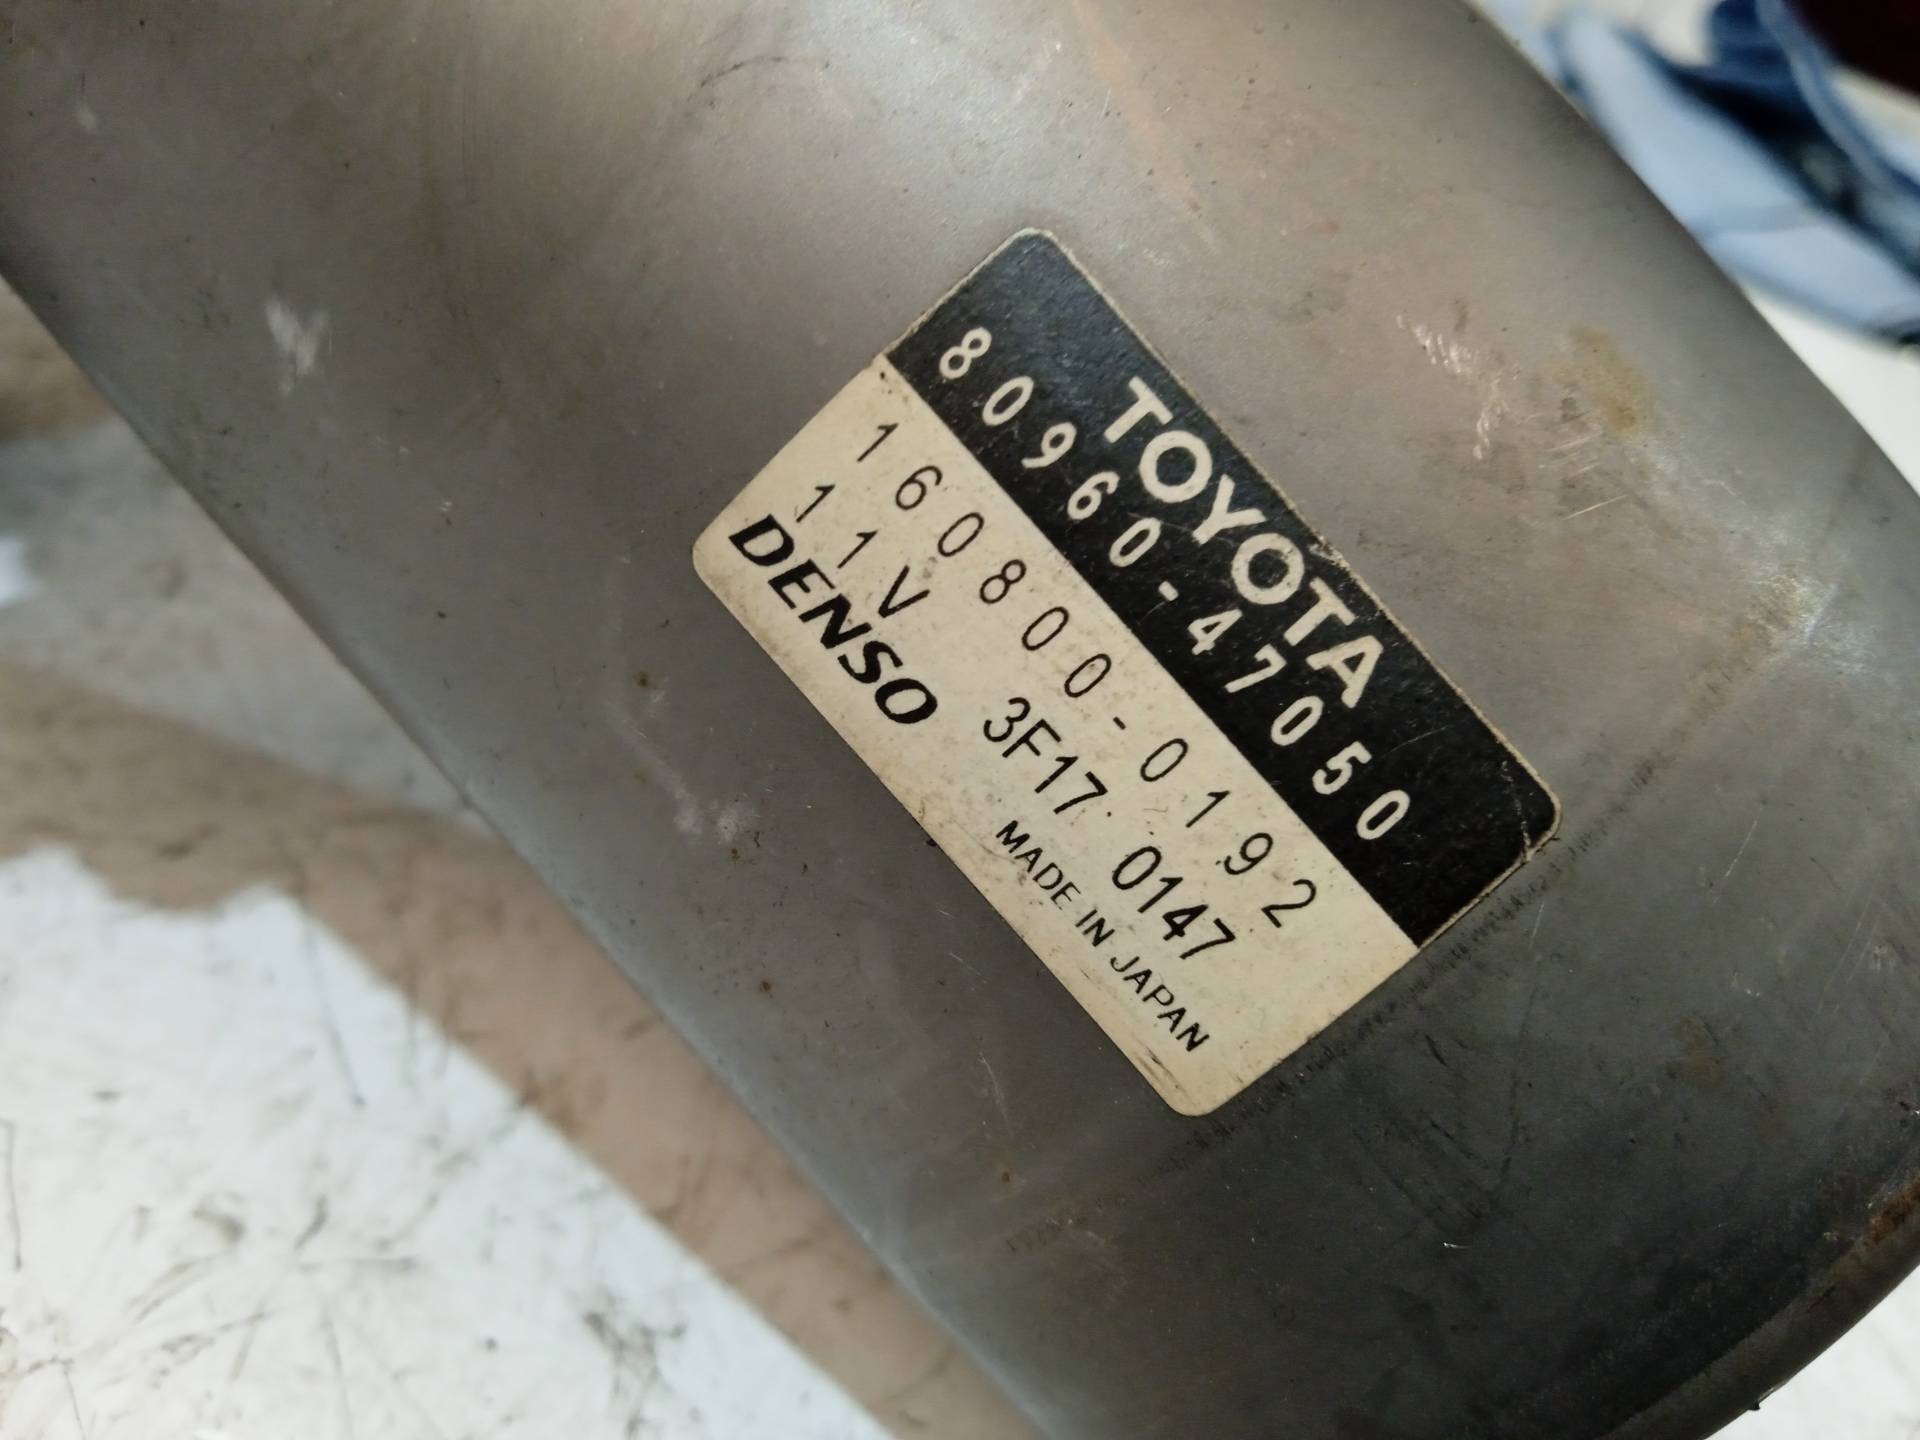 TOYOTA
80960-47050
160800-0192
11V 3F17 0147
DENSO MADE IN JAPAN